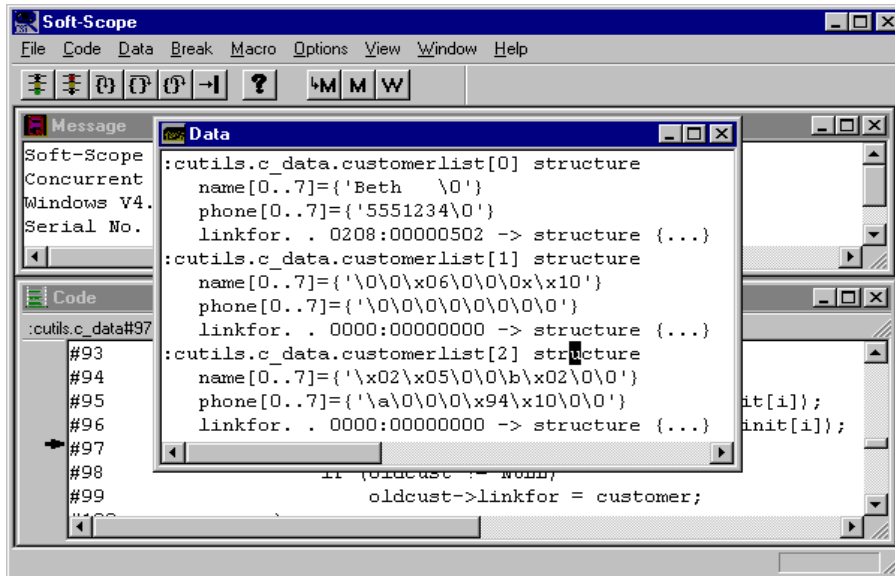 Soft-Scope
File Code Data Break Macro Options View Window Help
? M M W
Message
Soft-Scope
Concurrent
Windows V4.
Serial No.
Data
:cutils.c_data.customerlist[0] structure
name[0..7]={'Beth   \0'}
phone[0..7]={'5551234\0'}
linkfor. . 0208:00000502 -> structure {...}
:cutils.c_data.customerlist[1] structure
name[0..7]={'\0\0\x06\0\0\0x\x10'}
phone[0..7]={'\0\0\0\0\0\0\0\0'}
linkfor. . 0000:00000000 -> structure {...}
:cutils.c_data.customerlist[2] structure
name[0..7]={'\x02\x05\0\0\b\x02\0\0'}
phone[0..7]={'\a\0\0\0\x94\x10\0\0'}
linkfor. . 0000:00000000 -> structure {...}
Code
:cutils.c_data#97
#93
#94
#95 it[i]);
#96 init[i]);
#97
#98
#99 oldcust->linkfor = customer;